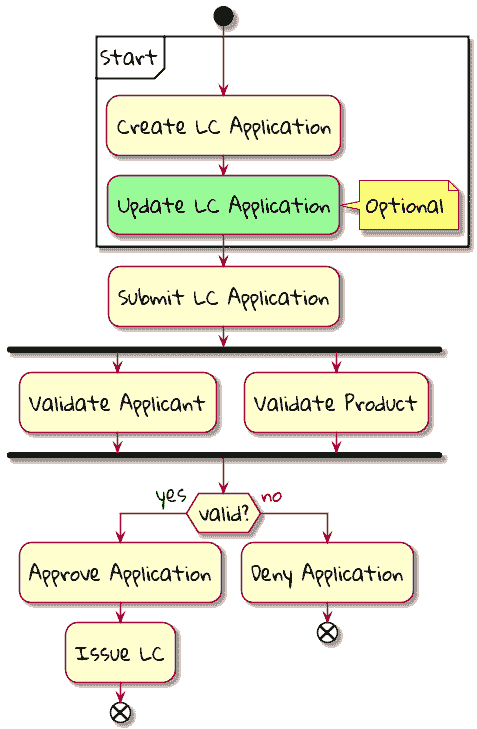 Start
Create LC Application
Update LC Application
Optional
Submit LC Application
Validate Applicant
Validate Product
yes
valid?
no
Approve Application
Deny Application
Issue LC